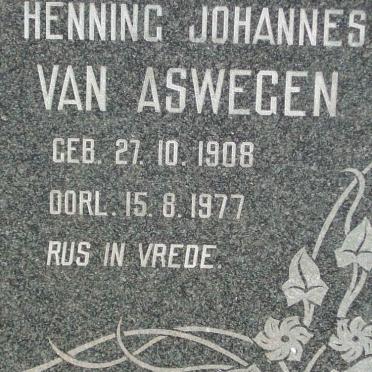 HENNING JOHANNES
VAN ASWEGEN
GEB. 27. 10. 1908
OORL. 15. 8. 1977
RUS IN VREDE.